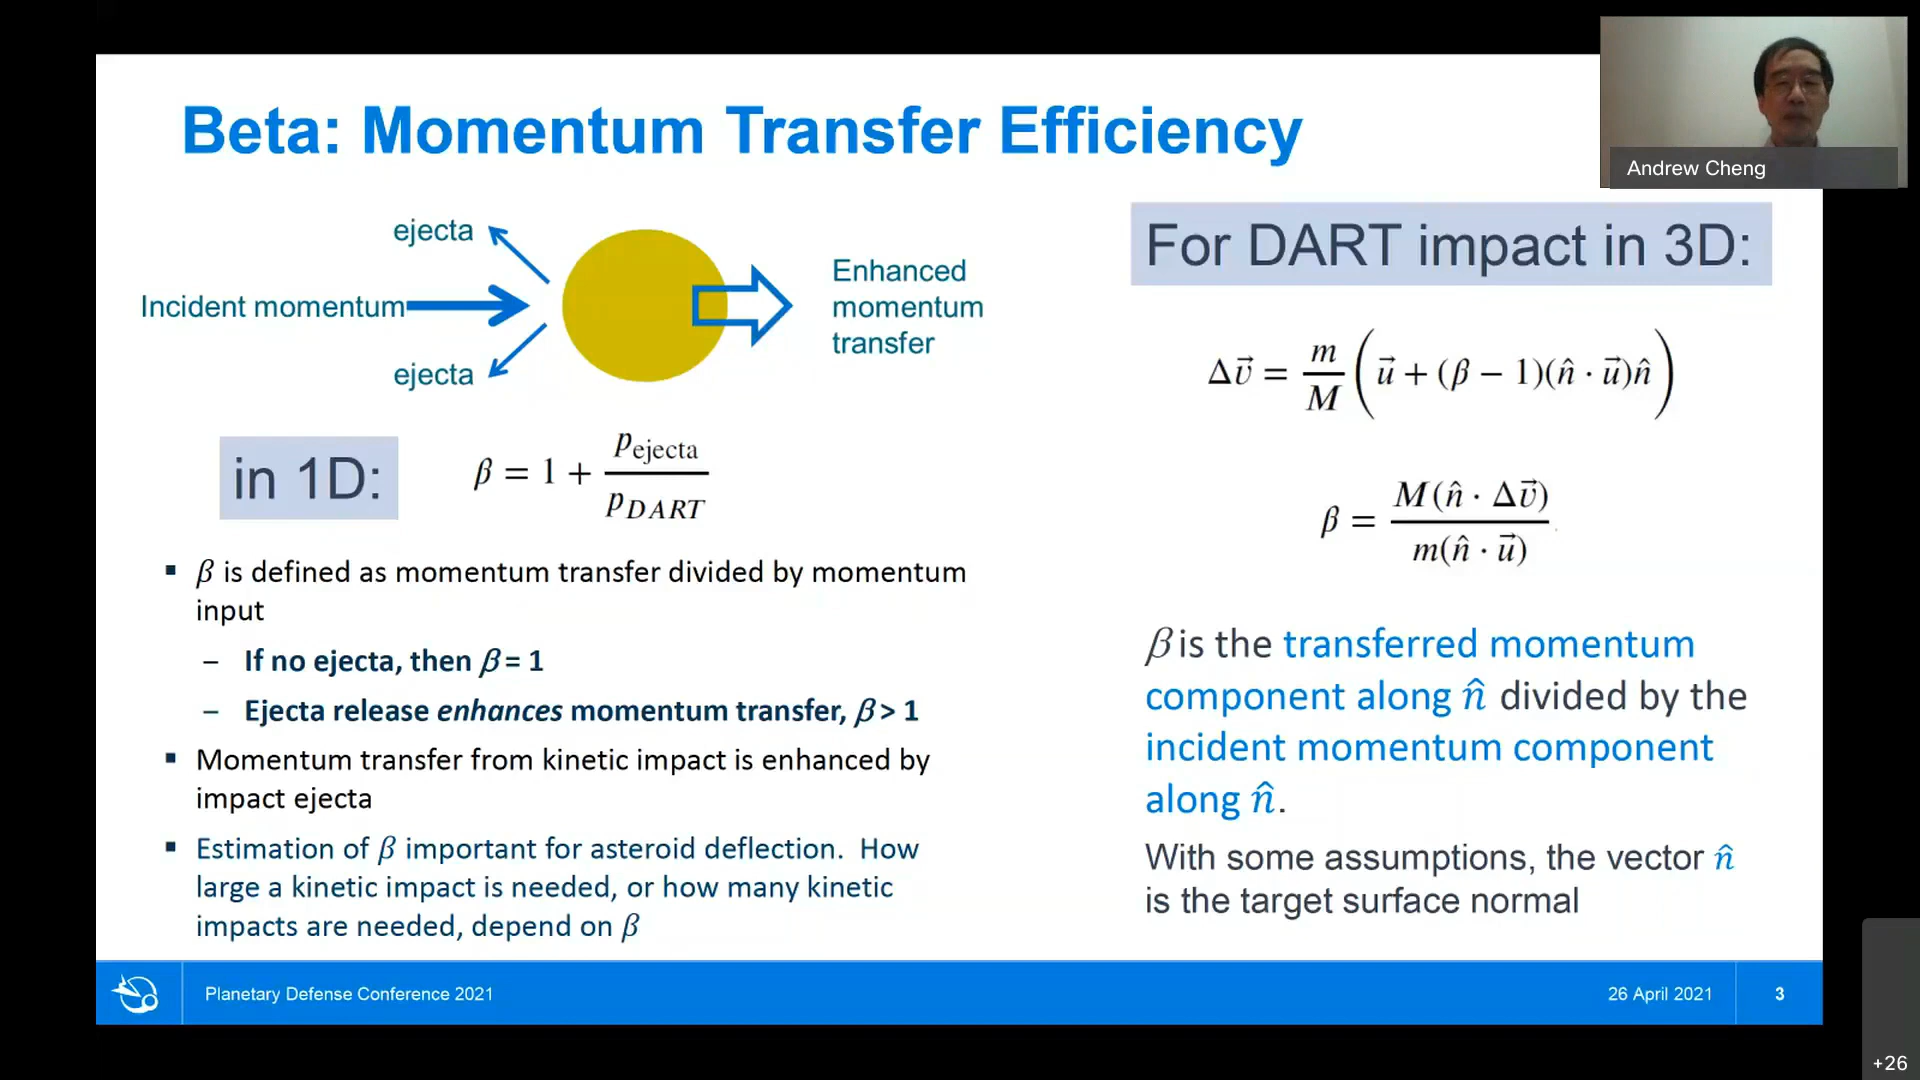 Beta: Momentum Transfer Efficiency
Andrew Cheng
ejecta
Incident momentum
ejecta
Enhanced
momentum
transfer
in 1D:
β = 1 + p_ejecta / p_DART
▪ β is defined as momentum transfer divided by momentum
input
– If no ejecta, then β = 1
– Ejecta release enhances momentum transfer, β > 1
▪ Momentum transfer from kinetic impact is enhanced by
impact ejecta
▪ Estimation of β important for asteroid deflection. How
large a kinetic impact is needed, or how many kinetic
impacts are needed, depend on β
For DART impact in 3D:
Δv⃗ = m/M (u⃗ + (β − 1)(n̂ · u⃗)n̂)
β = M(n̂ · Δv⃗) / m(n̂ · u⃗)
β is the transferred momentum
component along n̂ divided by the
incident momentum component
along n̂.
With some assumptions, the vector n̂
is the target surface normal
Planetary Defense Conference 2021
26 April 2021
3
+26